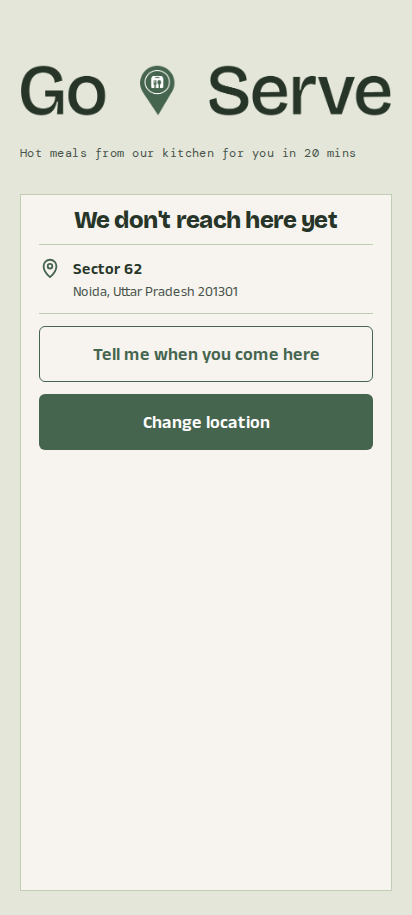 Go Serve
Hot meals from our kitchen for you in 20 mins
We don't reach here yet
Sector 62
Noida, Uttar Pradesh 201301
Tell me when you come here
Change location